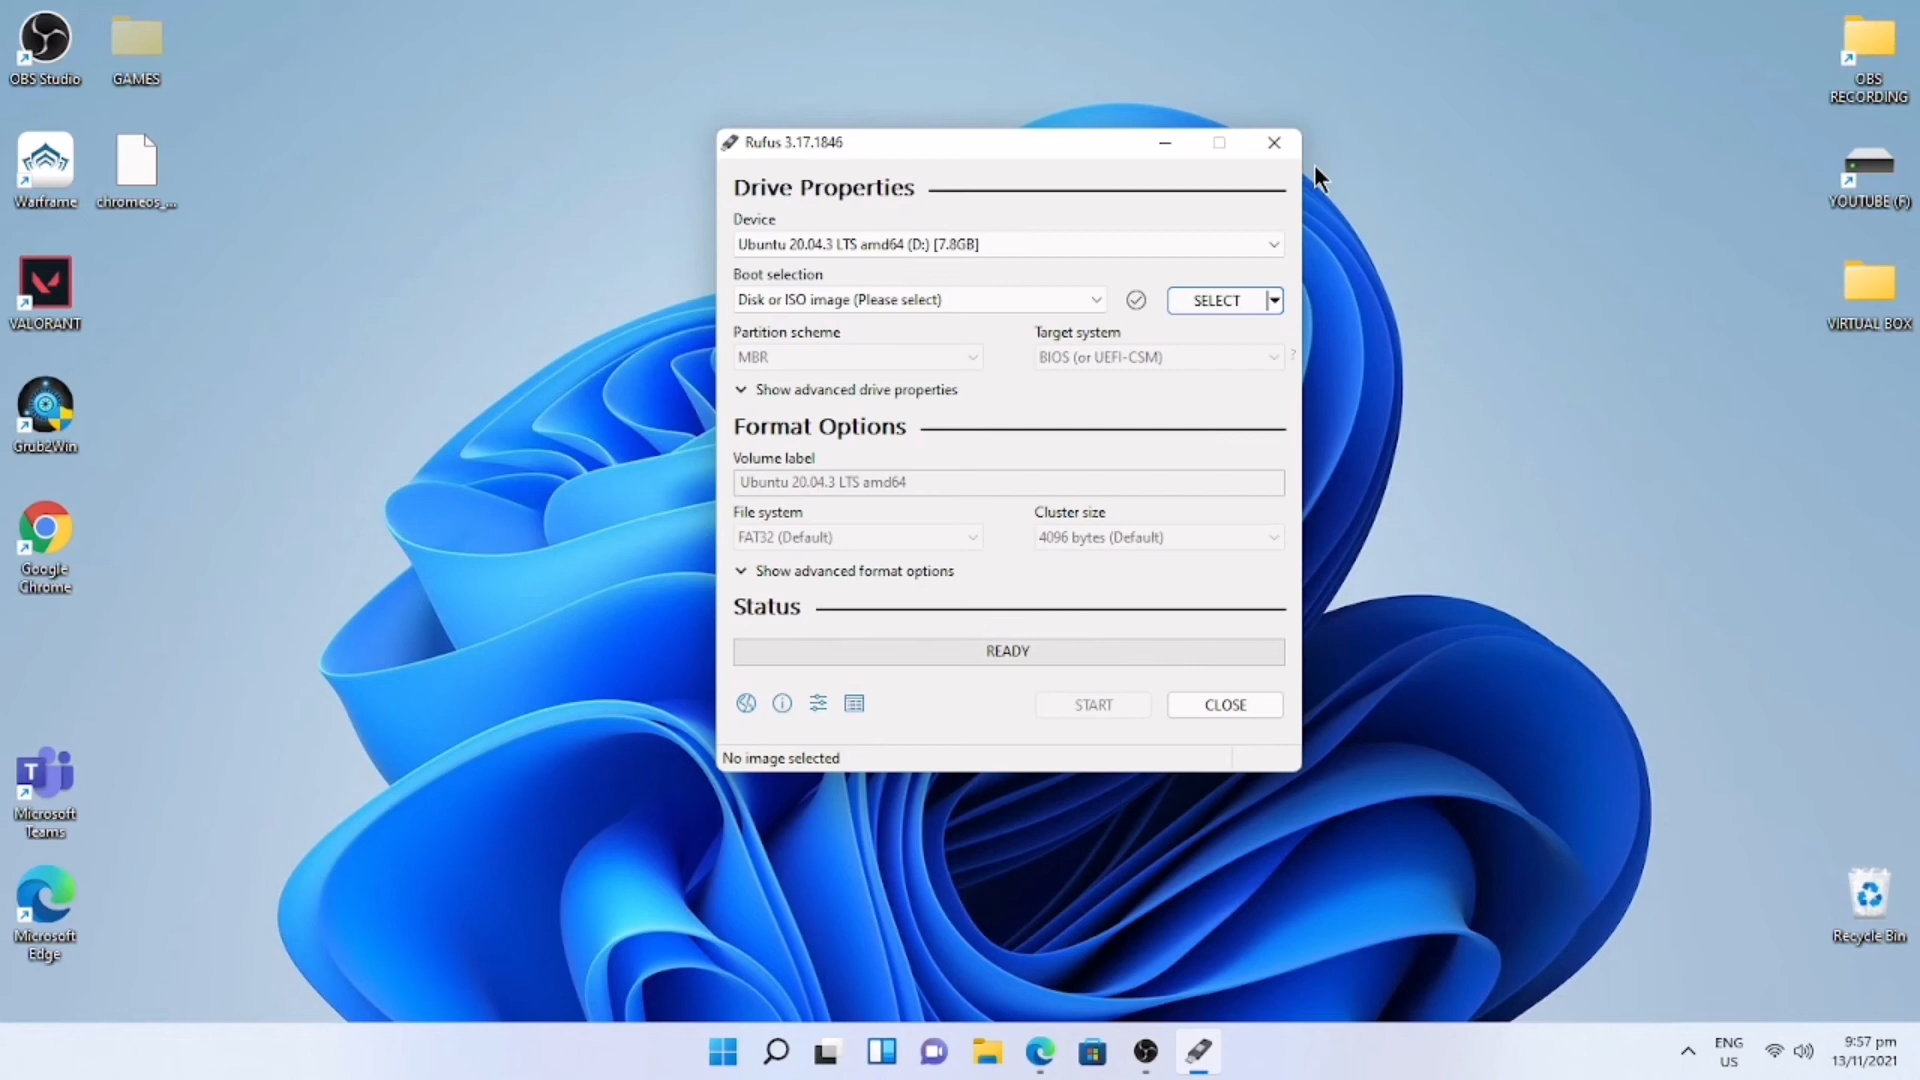 OBS Studio
GAMES
Warframe
chromeos_...
VALORANT
Grub2Win
Google
Chrome
T
Microsoft
Teams
Microsoft
Edge
Rufus 3.17.1846
Drive Properties
Device
Ubuntu 20.04.3 LTS amd64 (D:) [7.8GB]
Boot selection
Disk or ISO image (Please select)
SELECT
Partition scheme
Target system
MBR
BIOS (or UEFI-CSM)
?
Show advanced drive properties
Format Options
Volume label
Ubuntu 20.04.3 LTS amd64
File system
Cluster size
FAT32 (Default)
4096 bytes (Default)
Show advanced format options
Status
READY
START
CLOSE
No image selected
OBS
RECORDING
YOUTUBE (F)
VIRTUAL BOX
Recycle Bin
ENG
US
9:57 pm
13/11/2021